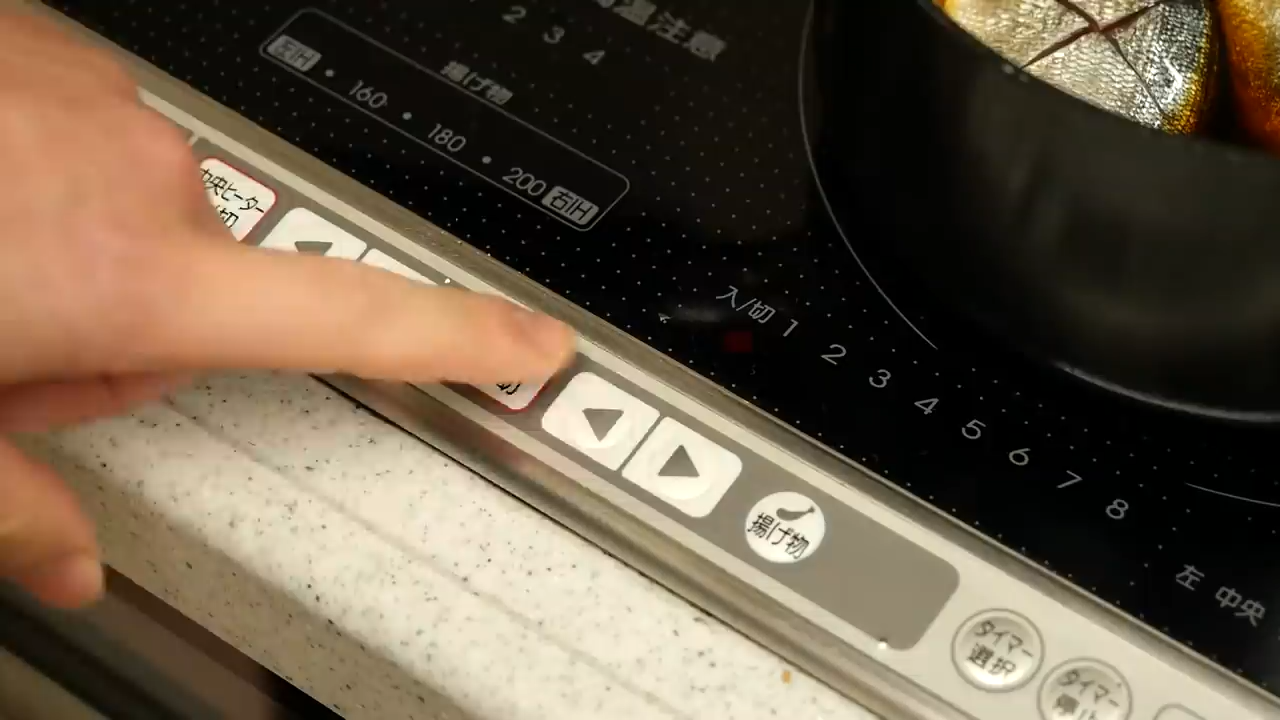 高温注意
2 3 4
揚げ物
左IH • 160 • 180 • 200 右IH
中央ヒーター
切
入/切 1 2 3 4 5 6 7 8
切
揚げ物
左 中央
タイマー
選択
タイマー